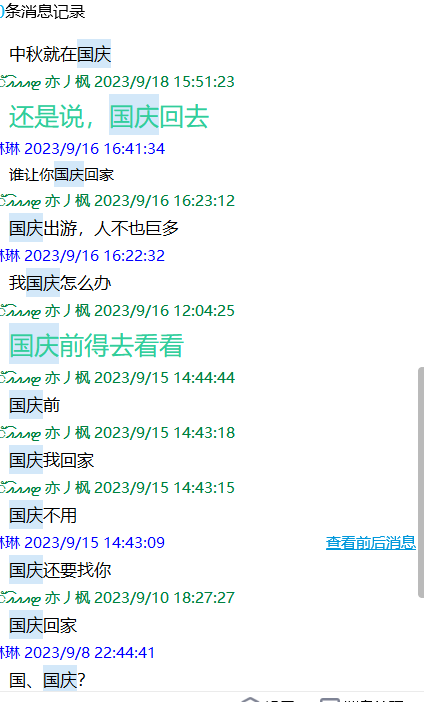 条消息记录
中秋就在国庆
亦丿枫 2023/9/18 15:51:23
还是说，国庆回去
琳 2023/9/16 16:41:34
谁让你国庆回家
亦丿枫 2023/9/16 16:23:12
国庆出游，人不也巨多
琳 2023/9/16 16:22:32
我国庆怎么办
亦丿枫 2023/9/16 12:04:25
国庆前得去看看
亦丿枫 2023/9/15 14:44:44
国庆前
亦丿枫 2023/9/15 14:43:18
国庆我回家
亦丿枫 2023/9/15 14:43:15
国庆不用
琳 2023/9/15 14:43:09 查看前后消息
国庆还要找你
亦丿枫 2023/9/10 18:27:27
国庆回家
琳 2023/9/8 22:44:41
国、国庆？